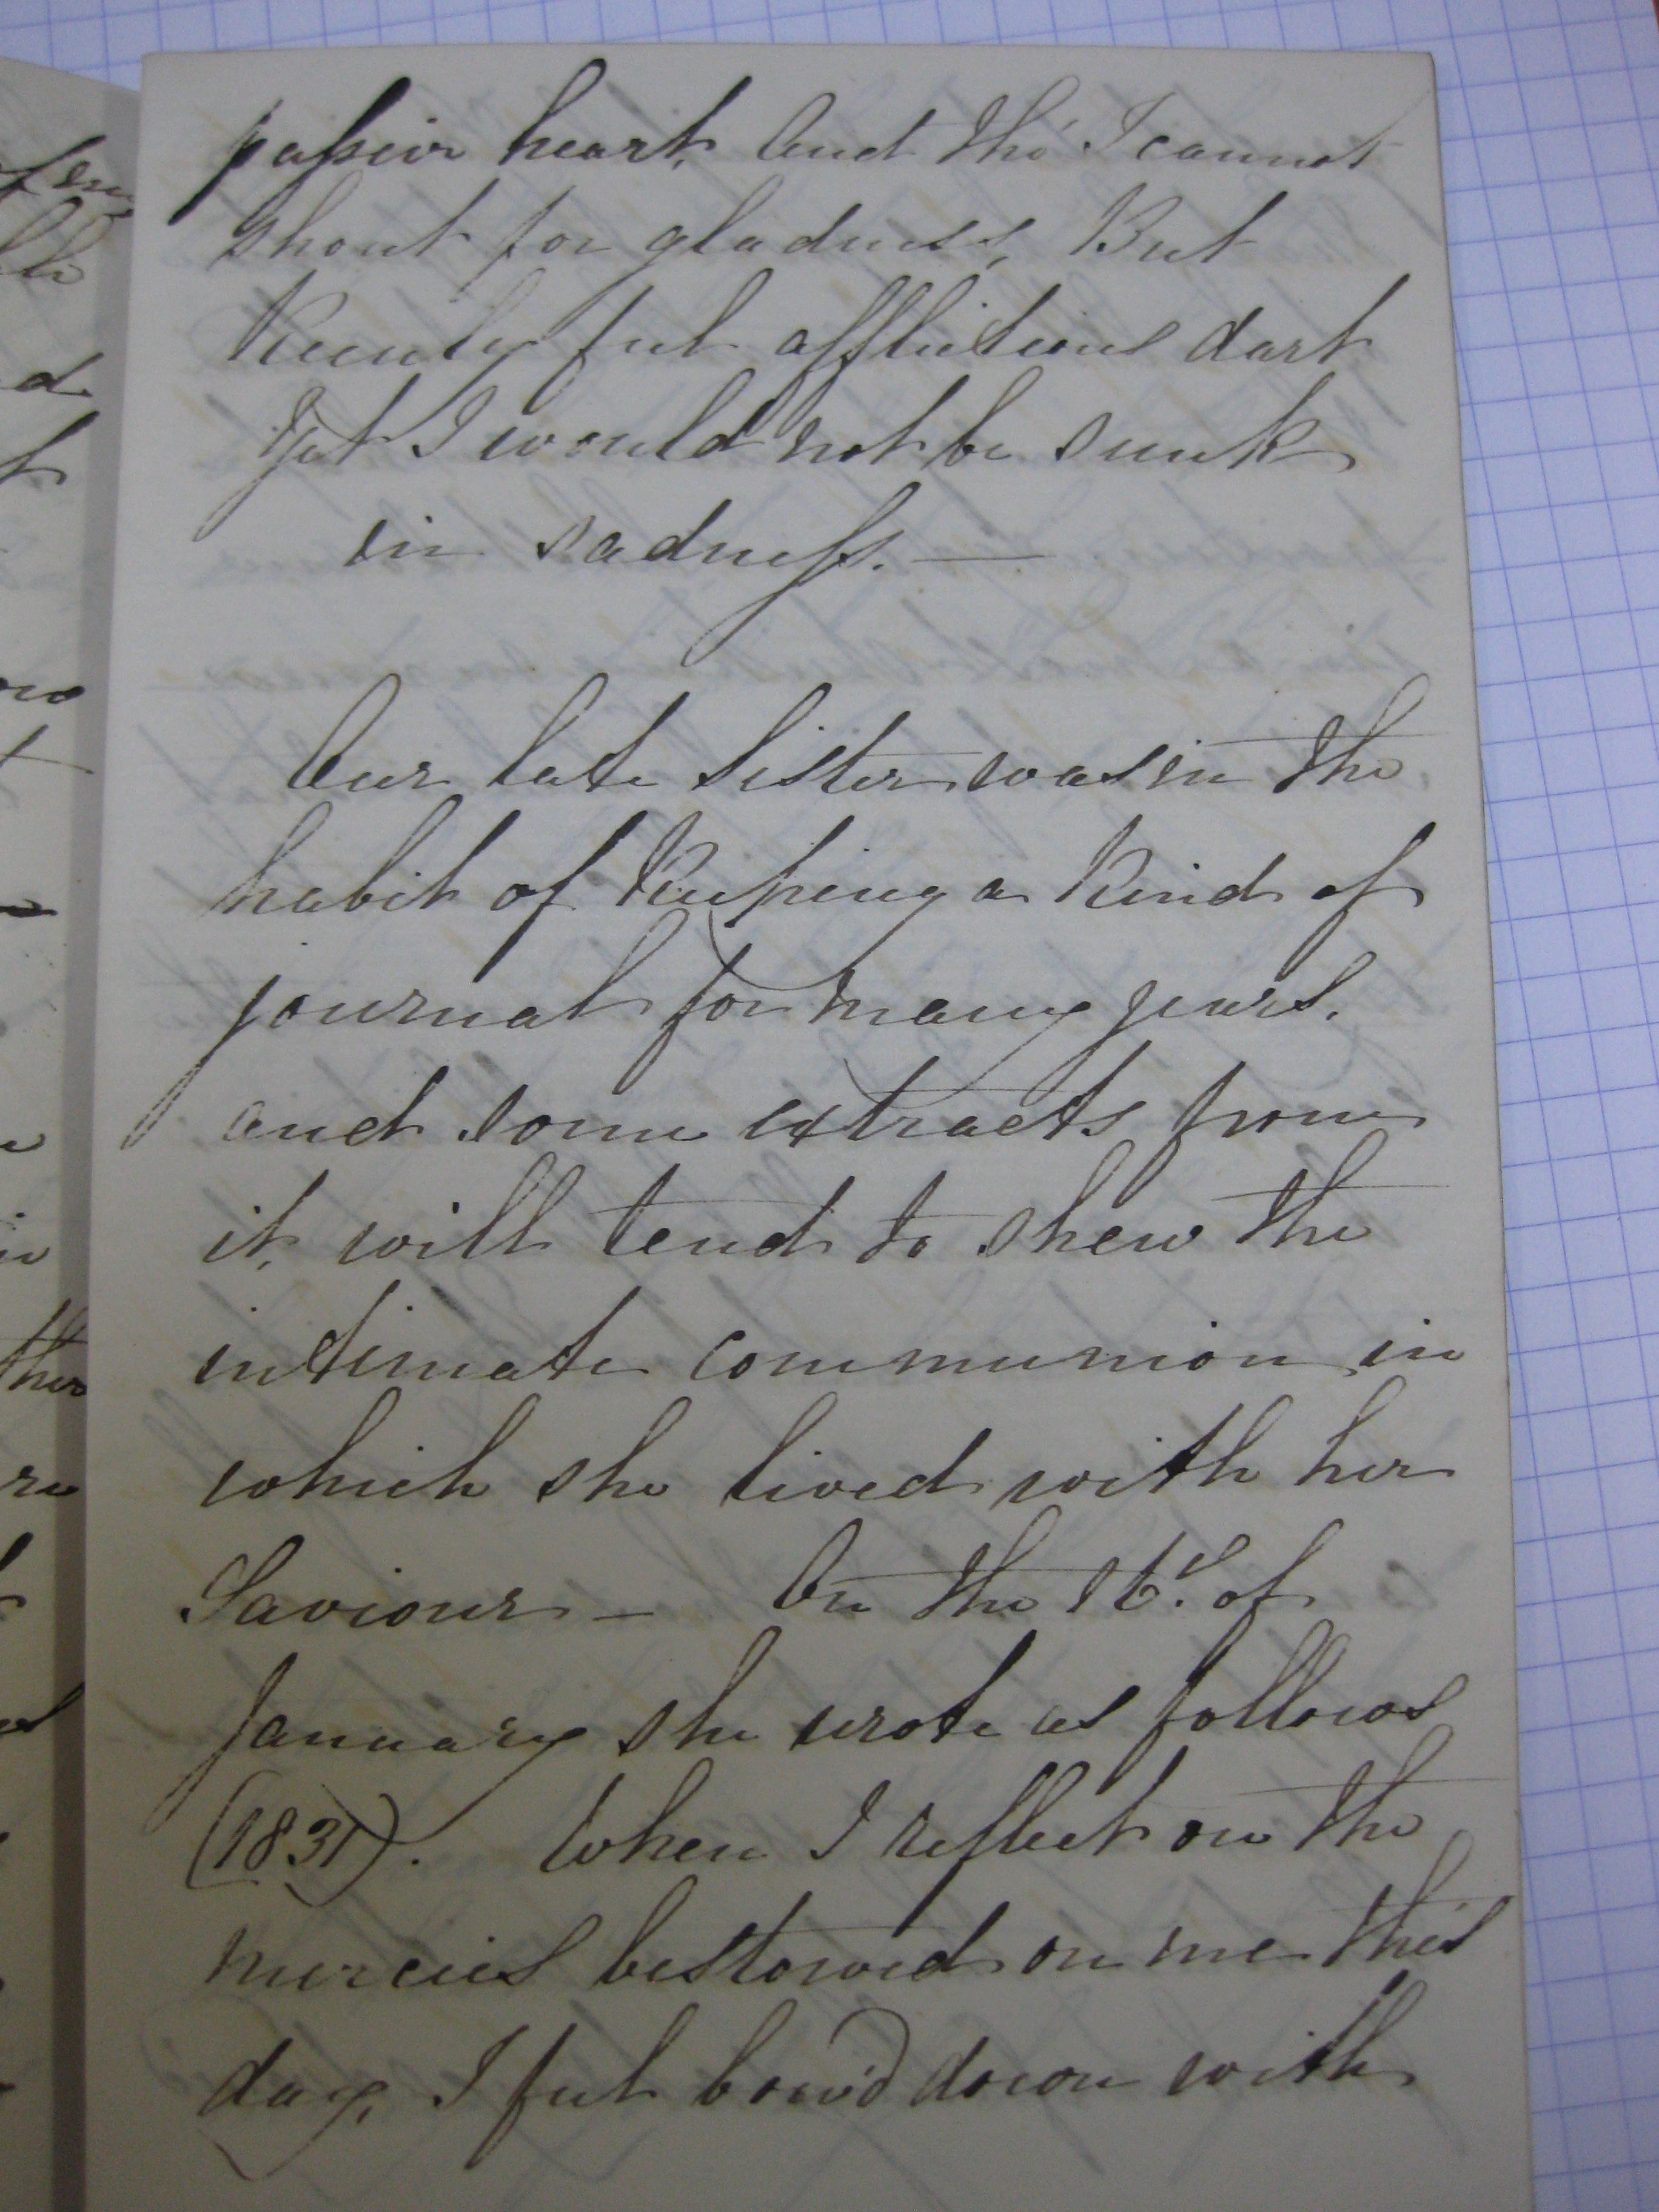 passive heart, And tho' I cannot
shout for gladness, But
Keenly feel afflictions dart
Yet I would not be sunk
in sadness. —
Our late Sister was in the
habit of Keeping a Kind of
journal for many years.
and some extracts from
it, will tend to shew the
intimate communion in
which she lived with her
Saviour — On the of
January she wrote as follows
(1831). When I reflect on the
mercies bestowed on me this
day, I feel bow'd down with